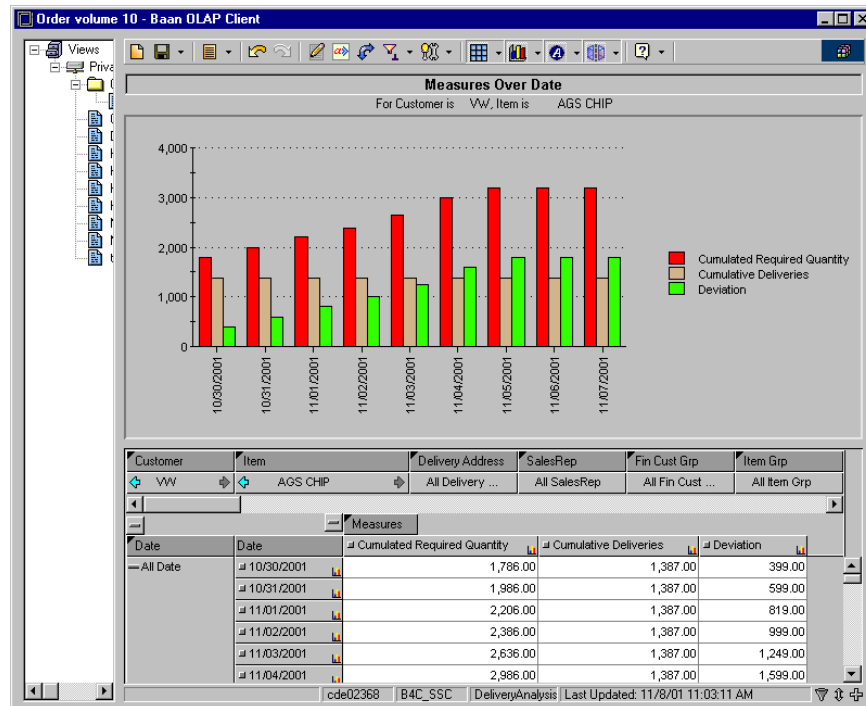 Order volume 10 - Baan OLAP Client
Views
Priva
Measures Over Date
For Customer is VW, Item is AGS CHIP
4,000
3,000
2,000
1,000
0
10/30/2001
10/31/2001
11/01/2001
11/02/2001
11/03/2001
11/04/2001
11/05/2001
11/06/2001
11/07/2001
Cumulated Required Quantity
Cumulative Deliveries
Deviation
Customer Item Delivery Address SalesRep Fin Cust Grp Item Grp
VW AGS CHIP All Delivery ... All SalesRep All Fin Cust ... All Item Grp
Measures
Date Date Cumulated Required Quantity Cumulative Deliveries Deviation
All Date 10/30/2001 1,786.00 1,387.00 399.00
10/31/2001 1,986.00 1,387.00 599.00
11/01/2001 2,206.00 1,387.00 819.00
11/02/2001 2,386.00 1,387.00 999.00
11/03/2001 2,636.00 1,387.00 1,249.00
11/04/2001 2,986.00 1,387.00 1,599.00
cde02368 B4C_SSC DeliveryAnalysis Last Updated: 11/8/01 11:03:11 AM